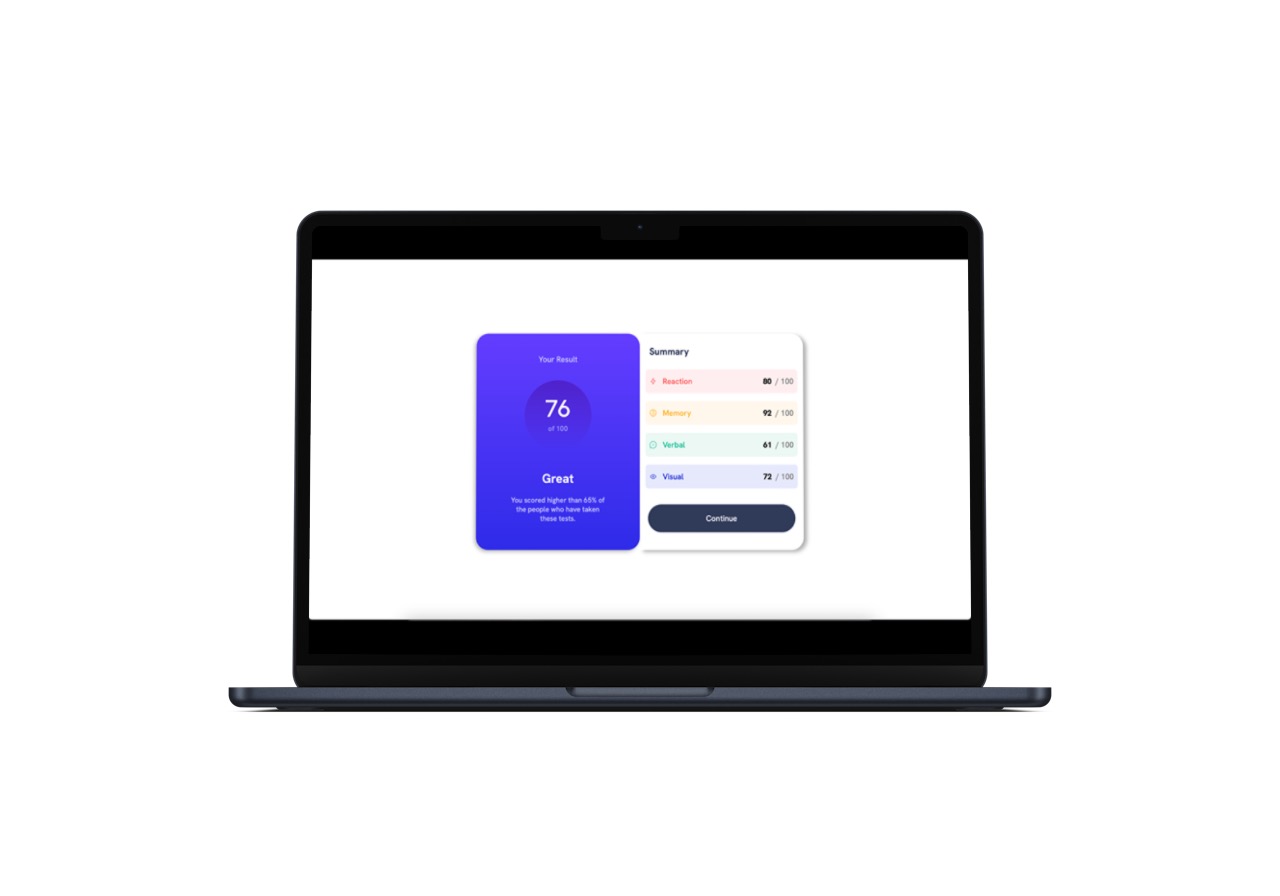 Your Result
76
of 100
Great
You scored higher than 65% of
the people who have taken
these tests.
Summary
Reaction 80 / 100
Memory 92 / 100
Verbal 61 / 100
Visual 72 / 100
Continue